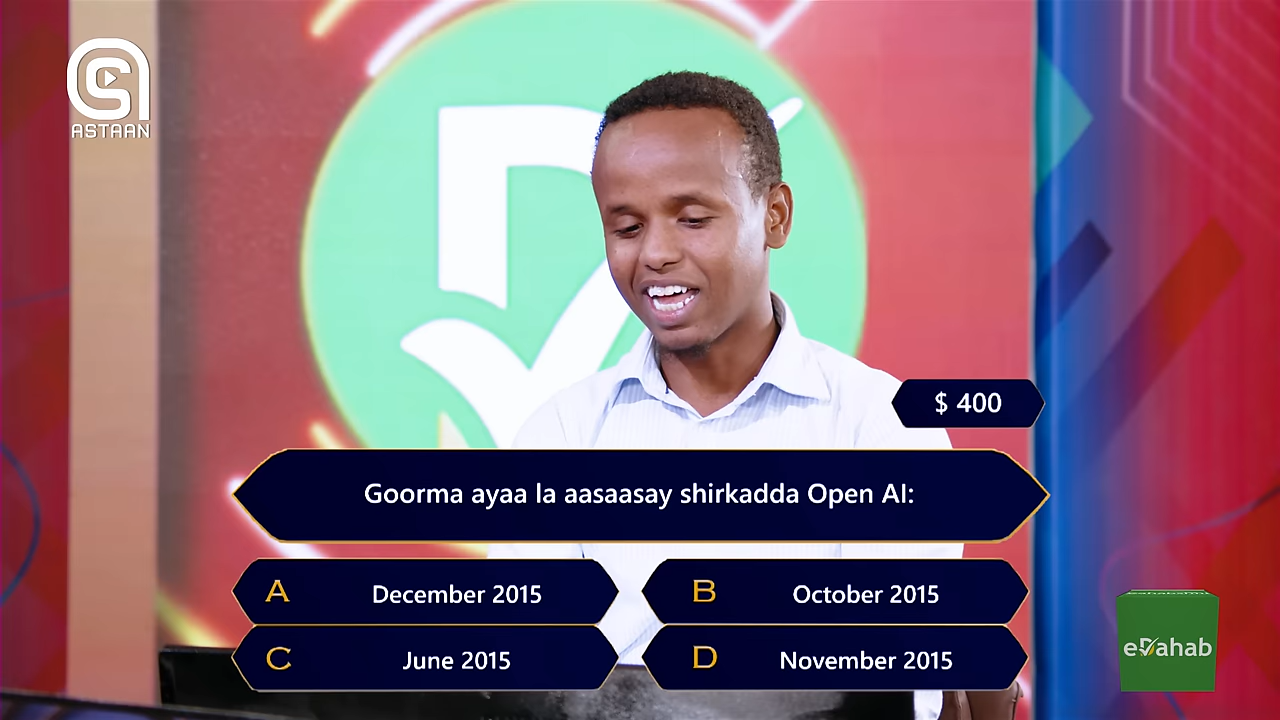 ASTAAN
$ 400
Goorma ayaa la aasaasay shirkadda Open AI:
A December 2015
B October 2015
C June 2015
D November 2015
eDahab